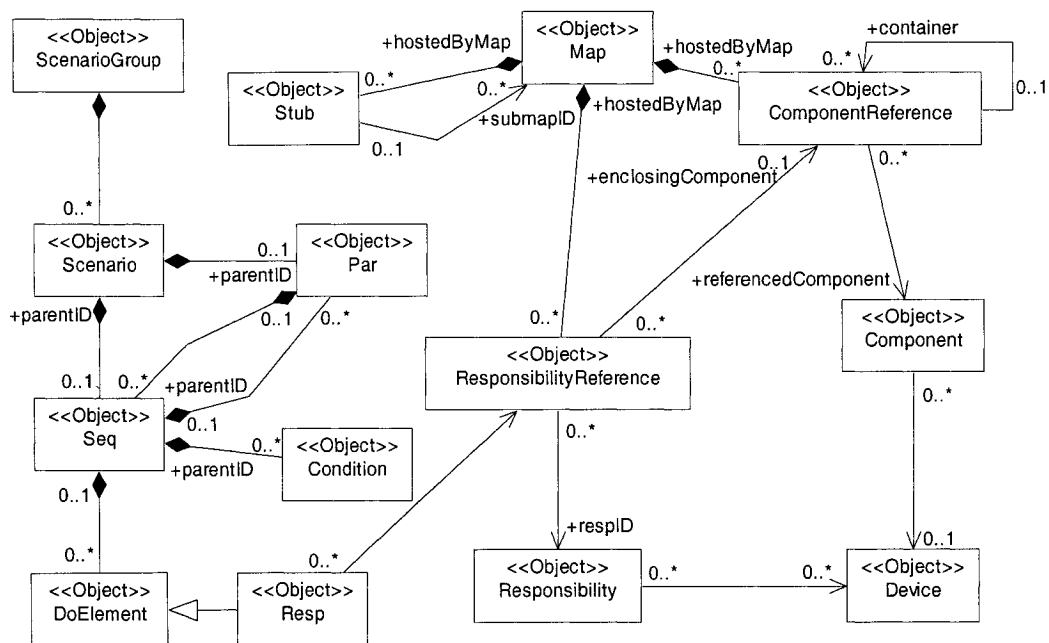 <<Object>>
ScenarioGroup
<<Object>>
Map
+hostedByMap
+hostedByMap
+container
0..*
0..*
0..*
0..*
0..1
<<Object>>
Stub
+submapID
+hostedByMap
<<Object>>
ComponentReference
0..1
0..1
0..*
+enclosingComponent
0..*
<<Object>>
Scenario
0..1
<<Object>>
Par
+parentID
+referencedComponent
+parentID
0..1
0..*
0..*
0..*
<<Object>>
Component
<<Object>>
ResponsibilityReference
0..1
0..*
+parentID
<<Object>>
Seq
0..1
0..*
0..*
0..*
+parentID
<<Object>>
Condition
0..1
+respID
0..1
0..*
0..*
<<Object>>
DoElement
<<Object>>
Resp
<<Object>>
Responsibility
0..*
0..*
<<Object>>
Device